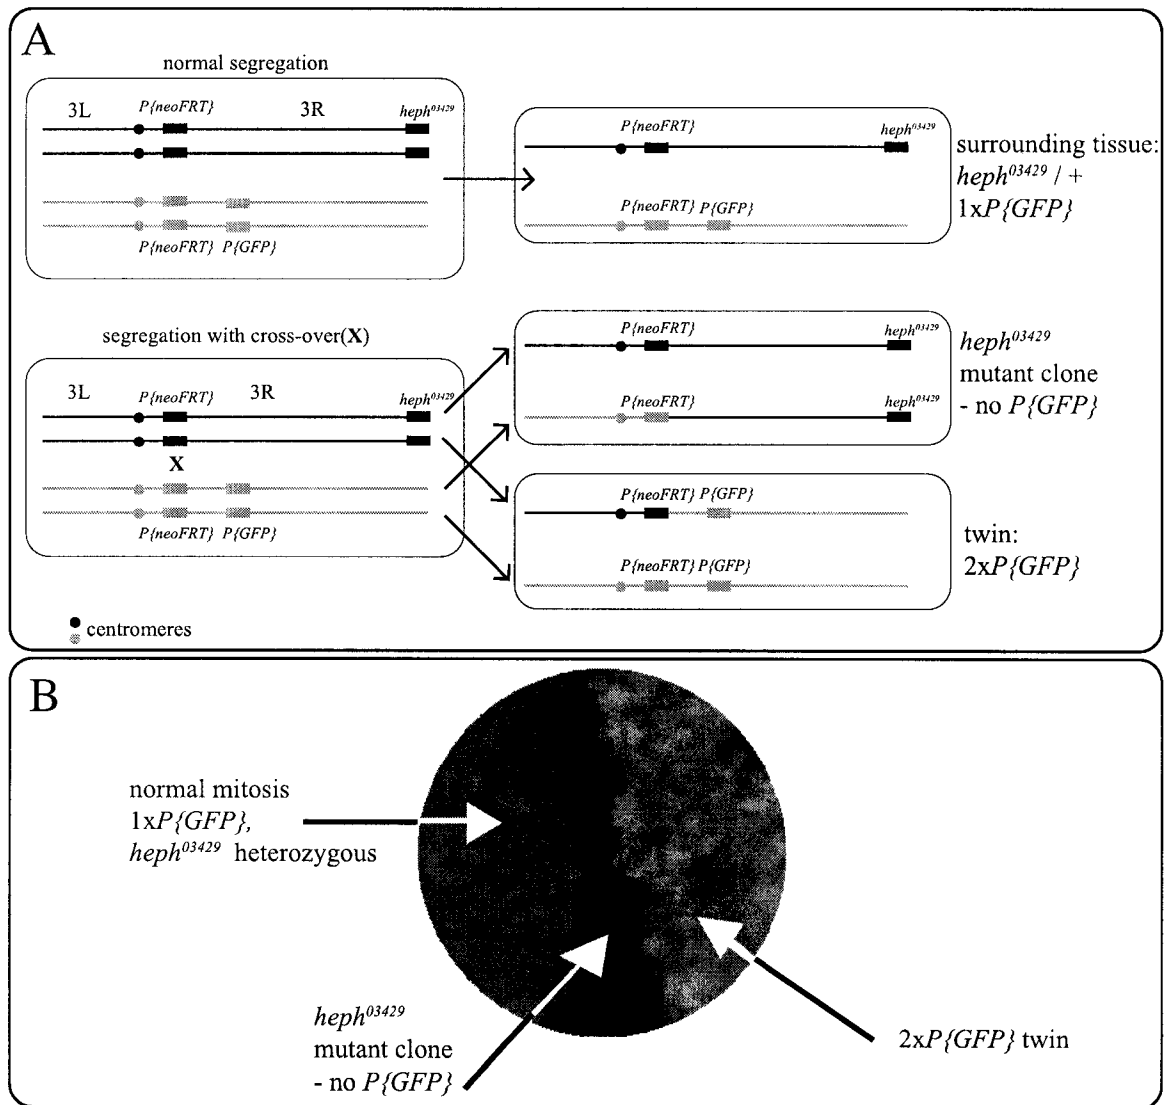 A
normal segregation
3L P{neoFRT} 3R heph03429
P{neoFRT} P{GFP}
P{neoFRT} heph03429
P{neoFRT} P{GFP}
surrounding tissue:
heph03429 / +
1xP{GFP}
segregation with cross-over(X)
3L P{neoFRT} 3R heph03429
X
P{neoFRT} P{GFP}
P{neoFRT} heph03429
P{neoFRT} heph03429
heph03429
mutant clone
- no P{GFP}
P{neoFRT} P{GFP}
P{neoFRT} P{GFP}
twin:
2xP{GFP}
centromeres
B
normal mitosis
1xP{GFP},
heph03429 heterozygous
heph03429
mutant clone
- no P{GFP}
2xP{GFP} twin